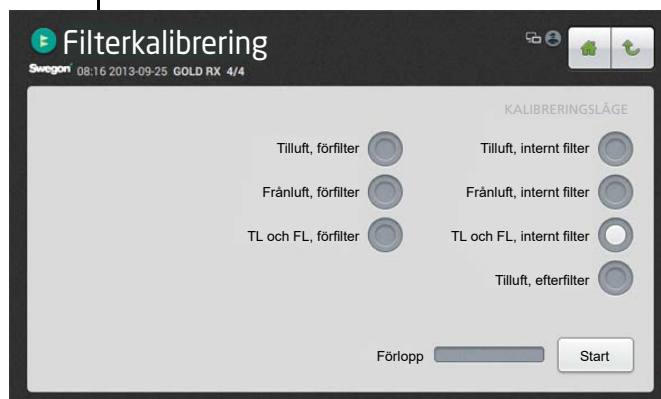 Filterkalibrering
Swegon 08:16 2013-09-25 GOLD RX 4/4
KALIBRERINGSLÄGE
Tilluft, förfilter
Tilluft, internt filter
Frånluft, förfilter
Frånluft, internt filter
TL och FL, förfilter
TL och FL, internt filter
Tilluft, efterfilter
Förlopp
Start